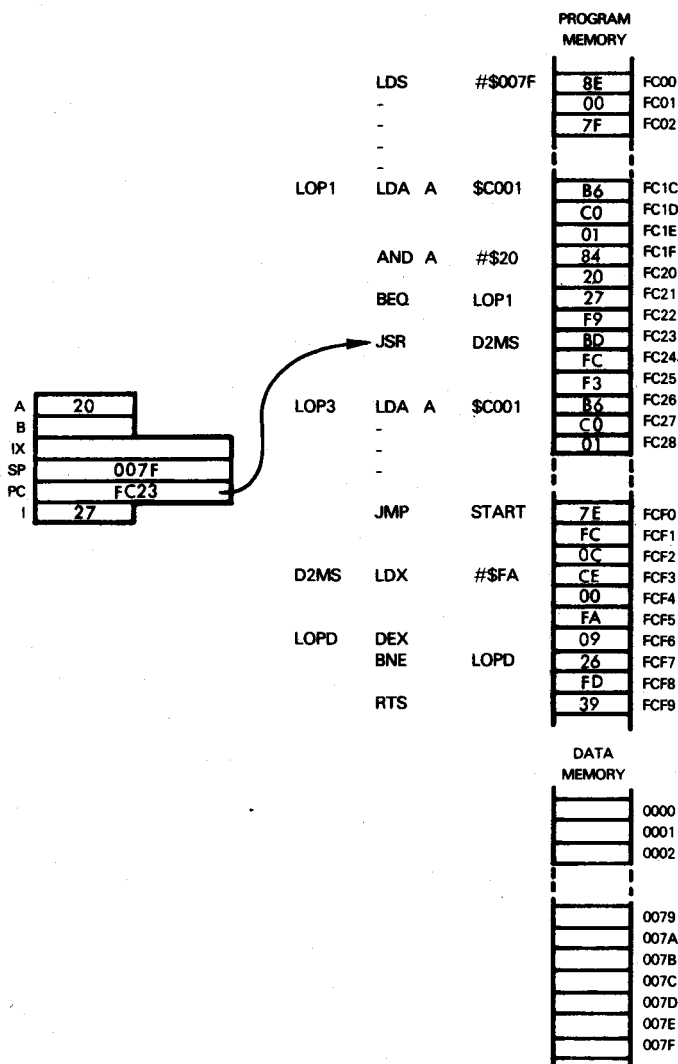 PROGRAM
MEMORY
LDS #$007F 8E FC00
- 00 FC01
- 7F FC02
-
-
LOP1 LDA A $C001 B6 FC1C
C0 FC1D
01 FC1E
AND A #$20 84 FC1F
20 FC20
BEQ LOP1 27 FC21
F9 FC22
JSR D2MS BD FC23
FC FC24
F3 FC25
LOP3 LDA A $C001 B6 FC26
- C0 FC27
- 01 FC28
-
A 20
B
IX
SP 007F
PC FC23
I 27
JMP START 7E FCF0
FC FCF1
0C FCF2
D2MS LDX #$FA CE FCF3
00 FCF4
FA FCF5
LOPD DEX 09 FCF6
BNE LOPD 26 FCF7
FD FCF8
RTS 39 FCF9
DATA
MEMORY
0000
0001
0002
0079
007A
007B
007C
007D
007E
007F